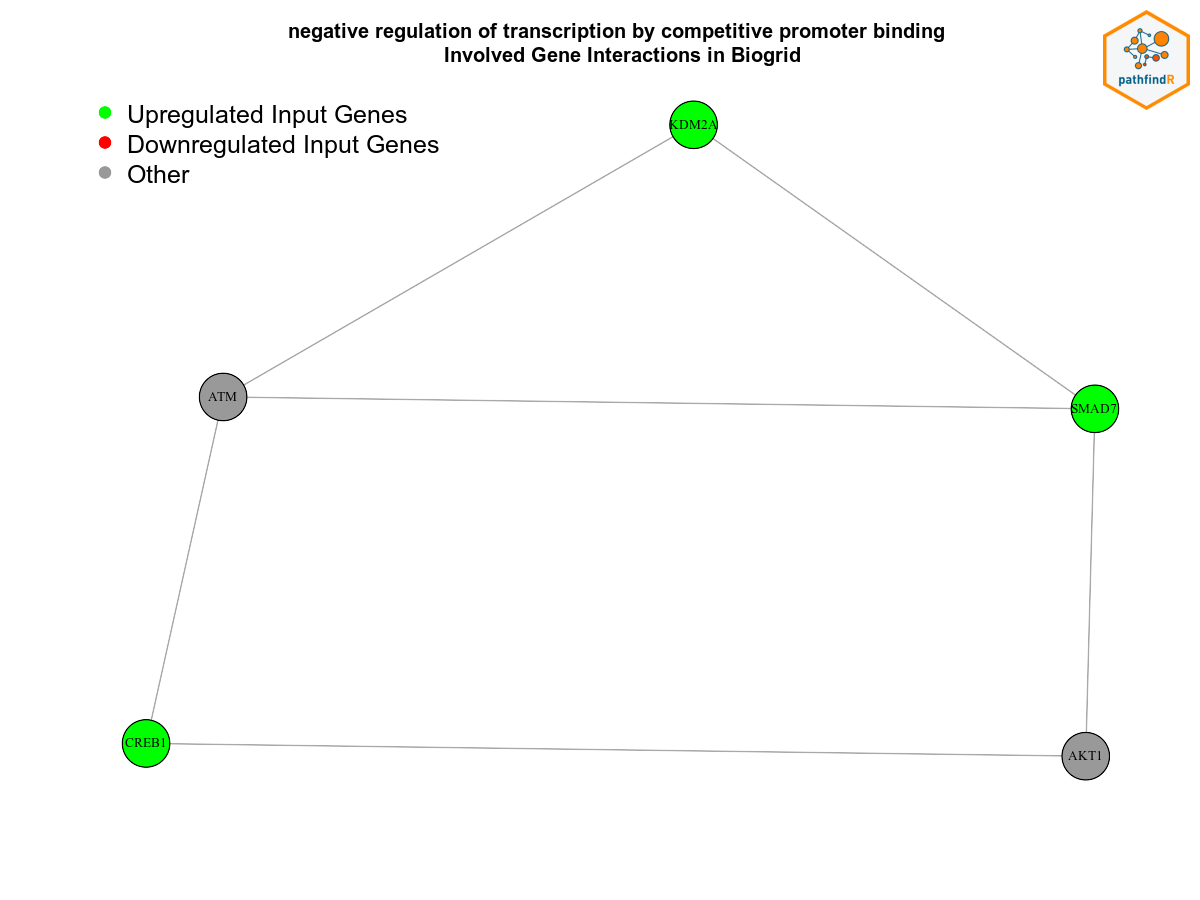 negative regulation of transcription by competitive promoter binding
Involved Gene Interactions in Biogrid
pathfindR
Upregulated Input Genes
Downregulated Input Genes
Other
KDM2A
ATM
SMAD7
CREB1
AKT1